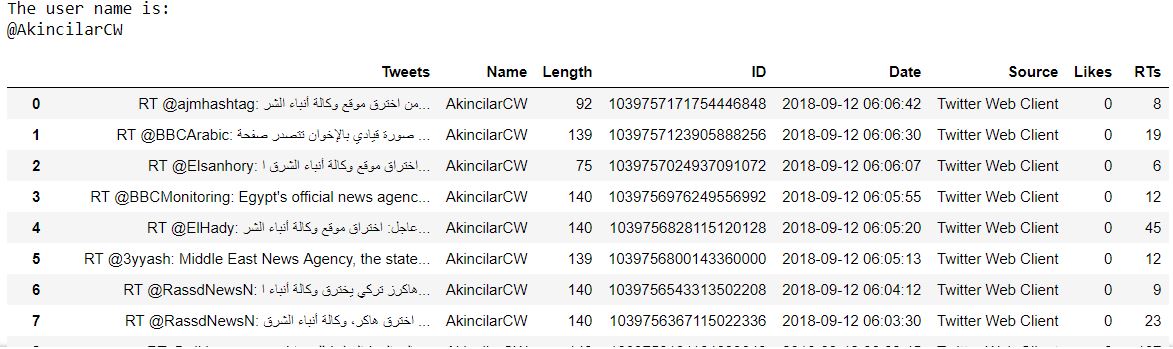 The user name is:
@AkincilarCW
Tweets Name Length ID Date Source Likes RTs
0 RT @ajmhashtag: من اخترق موقع وكالة أنباء الشر... AkincilarCW 92 1039757171754446848 2018-09-12 06:06:42 Twitter Web Client 0 8
1 RT @BBCArabic: صورة قيادي بالإخوان تتصدر صفحة ... AkincilarCW 139 1039757123905888256 2018-09-12 06:06:30 Twitter Web Client 0 19
2 RT @Elsanhory: اختراق موقع وكالة أنباء الشرق ا... AkincilarCW 75 1039757024937091072 2018-09-12 06:06:07 Twitter Web Client 0 6
3 RT @BBCMonitoring: Egypt's official news agenc... AkincilarCW 140 1039756976249556992 2018-09-12 06:05:55 Twitter Web Client 0 12
4 RT @ElHady: عاجل: اختراق موقع وكالة أنباء الشر... AkincilarCW 140 1039756828115120128 2018-09-12 06:05:20 Twitter Web Client 0 45
5 RT @3yyash: Middle East News Agency, the state... AkincilarCW 139 1039756800143360000 2018-09-12 06:05:13 Twitter Web Client 0 12
6 RT @RassdNewsN: هاكرز تركي يخترق وكالة أنباء ا... AkincilarCW 140 1039756543313502208 2018-09-12 06:04:12 Twitter Web Client 0 9
7 RT @RassdNewsN: اخترق هاكر، وكالة أنباء الشرق ... AkincilarCW 140 1039756367115022336 2018-09-12 06:03:30 Twitter Web Client 0 23